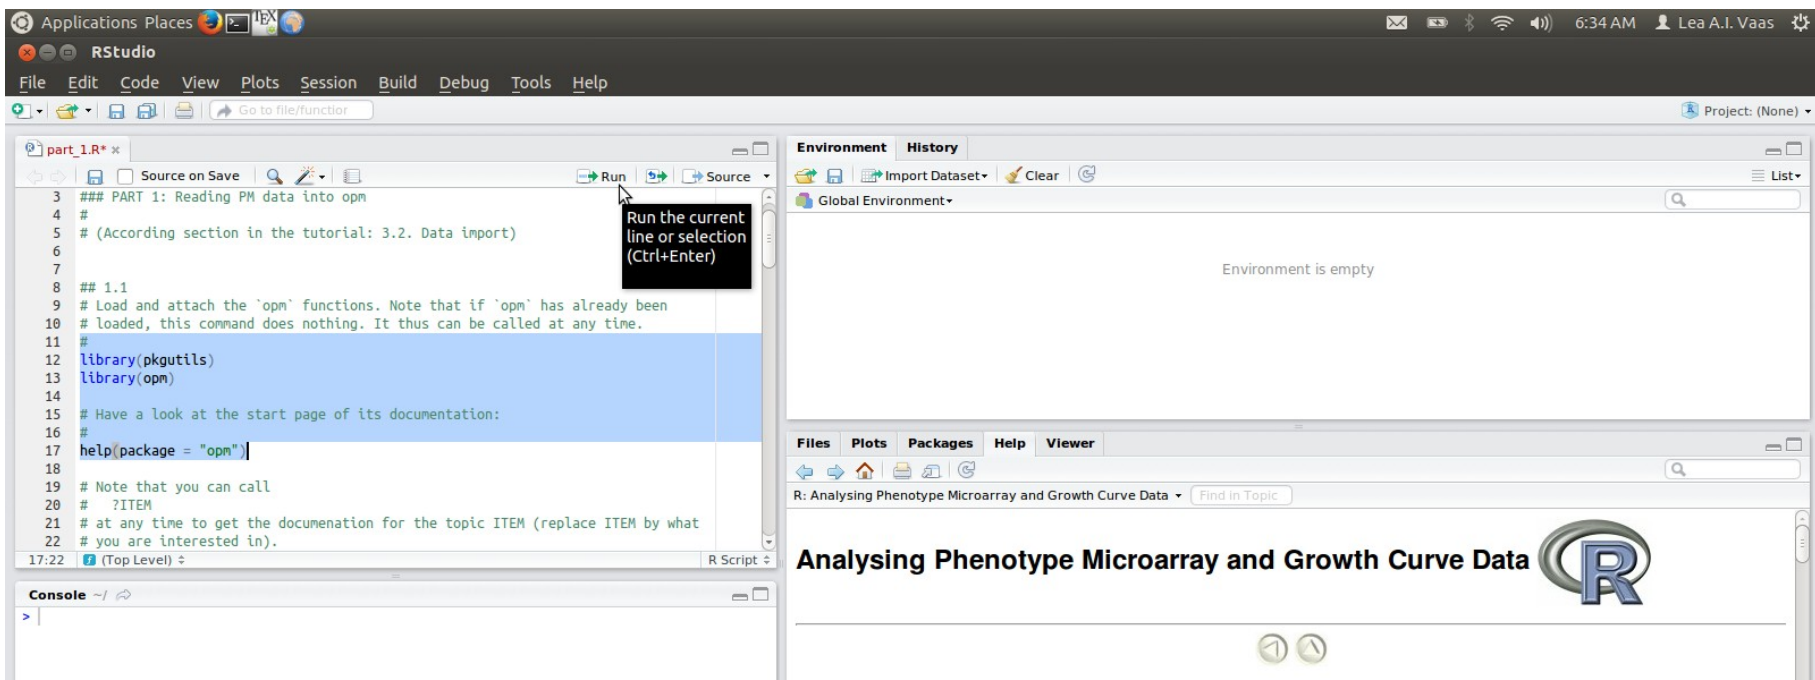 Applications Places TEX 6:34 AM Lea A.I. Vaas
RStudio
File Edit Code View Plots Session Build Debug Tools Help
Go to file/function Project: (None)
part_1.R*
Source on Save Run Source
3 ### PART 1: Reading PM data into opm
4 #
5 # (According section in the tutorial: 3.2. Data import)
6
7
8 ## 1.1
9 # Load and attach the `opm` functions. Note that if `opm` has already been
10 # loaded, this command does nothing. It thus can be called at any time.
11 #
12 library(pkgutils)
13 library(opm)
14
15 # Have a look at the start page of its documentation:
16 #
17 help(package = "opm")
18
19 # Note that you can call
20 #   ?ITEM
21 # at any time to get the documenation for the topic ITEM (replace ITEM by what
22 # you are interested in).
17:22 (Top Level) R Script
Run the current
line or selection
(Ctrl+Enter)
Console ~/
>
Environment History
Import Dataset Clear List
Global Environment
Environment is empty
Files Plots Packages Help Viewer
R: Analysing Phenotype Microarray and Growth Curve Data Find in Topic
Analysing Phenotype Microarray and Growth Curve Data R